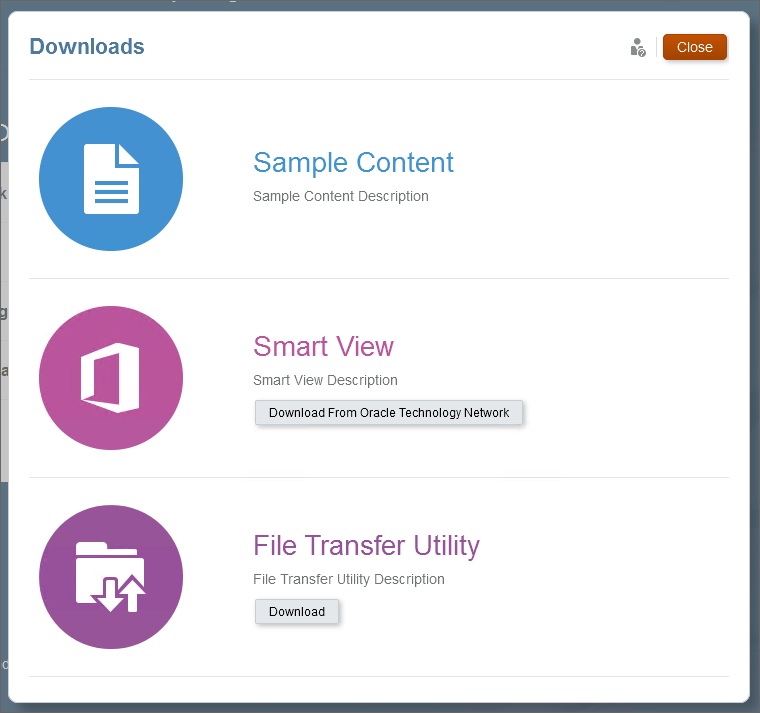 Downloads
Close
Sample Content
Sample Content Description
Smart View
Smart View Description
Download From Oracle Technology Network
File Transfer Utility
File Transfer Utility Description
Download